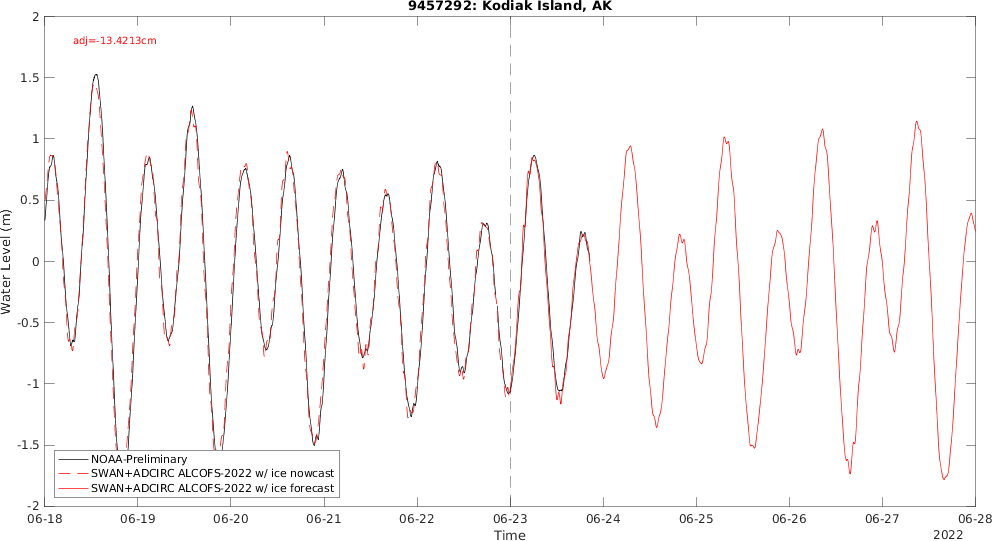 9457292: Kodiak Island, AK
adj=-13.4213cm
2
1.5
1
0.5
0
-0.5
-1
-1.5
-2
Water Level (m)
NOAA-Preliminary
SWAN+ADCIRC ALCOFS-2022 w/ ice nowcast
SWAN+ADCIRC ALCOFS-2022 w/ ice forecast
06-18 06-19 06-20 06-21 06-22 06-23 06-24 06-25 06-26 06-27 06-28
Time
2022